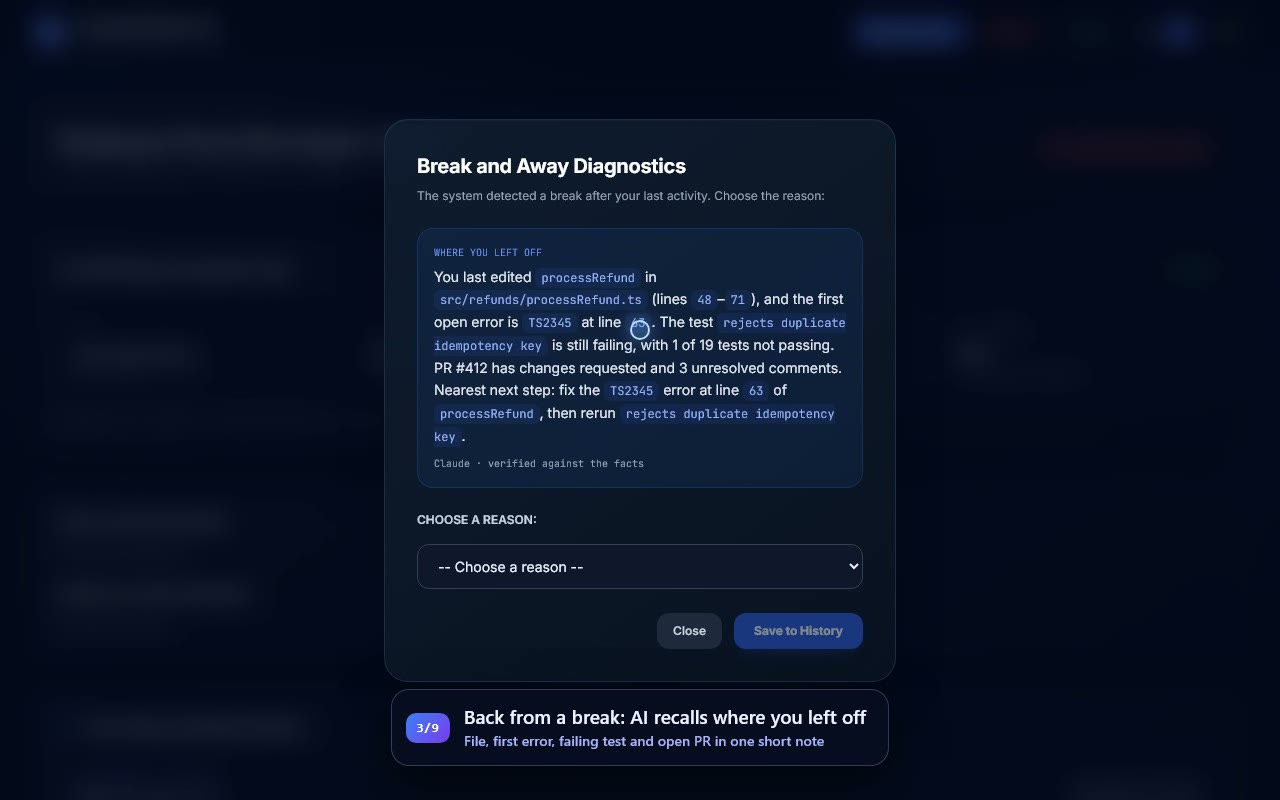 Break and Away Diagnostics
The system detected a break after your last activity. Choose the reason:
WHERE YOU LEFT OFF
You last edited processRefund in
src/refunds/processRefund.ts (lines 48 – 71 ), and the first
open error is TS2345 at line 63 . The test rejects duplicate
idempotency key is still failing, with 1 of 19 tests not passing.
PR #412 has changes requested and 3 unresolved comments.
Nearest next step: fix the TS2345 error at line 63 of
processRefund , then rerun rejects duplicate idempotency
key .
Claude · verified against the facts
CHOOSE A REASON:
-- Choose a reason --
Close Save to History
3/9 Back from a break: AI recalls where you left off
File, first error, failing test and open PR in one short note